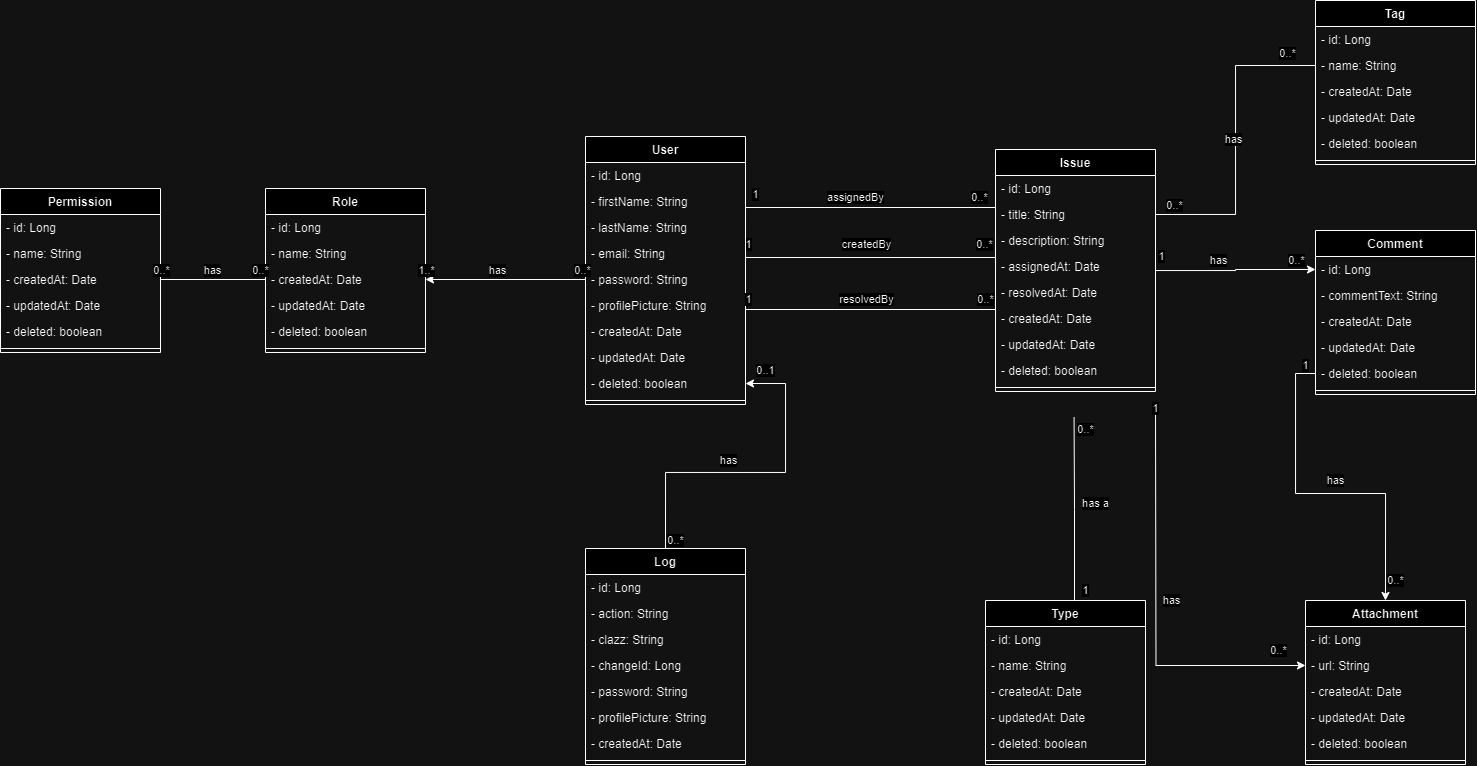 Tag
- id: Long
- name: String
- createdAt: Date
- updatedAt: Date
- deleted: boolean
0..*
has
0..*
User
- id: Long
- firstName: String
- lastName: String
- email: String
- password: String
- profilePicture: String
- createdAt: Date
- updatedAt: Date
- deleted: boolean
Issue
- id: Long
- title: String
- description: String
- assignedAt: Date
- resolvedAt: Date
- createdAt: Date
- updatedAt: Date
- deleted: boolean
1 assignedBy 0..*
1 createdBy 0..*
1 resolvedBy 0..*
Permission
- id: Long
- name: String
- createdAt: Date
- updatedAt: Date
- deleted: boolean
0..* has 0..*
Role
- id: Long
- name: String
- createdAt: Date
- updatedAt: Date
- deleted: boolean
1..* has 0..*
1 has 0..*
Comment
- id: Long
- commentText: String
- createdAt: Date
- updatedAt: Date
- deleted: boolean
0..1
has
0..*
Log
- id: Long
- action: String
- clazz: String
- changeId: Long
- password: String
- profilePicture: String
- createdAt: Date
0..*
has a
1
Type
- id: Long
- name: String
- createdAt: Date
- updatedAt: Date
- deleted: boolean
1
has
0..*
1
has
0..*
Attachment
- id: Long
- url: String
- createdAt: Date
- updatedAt: Date
- deleted: boolean